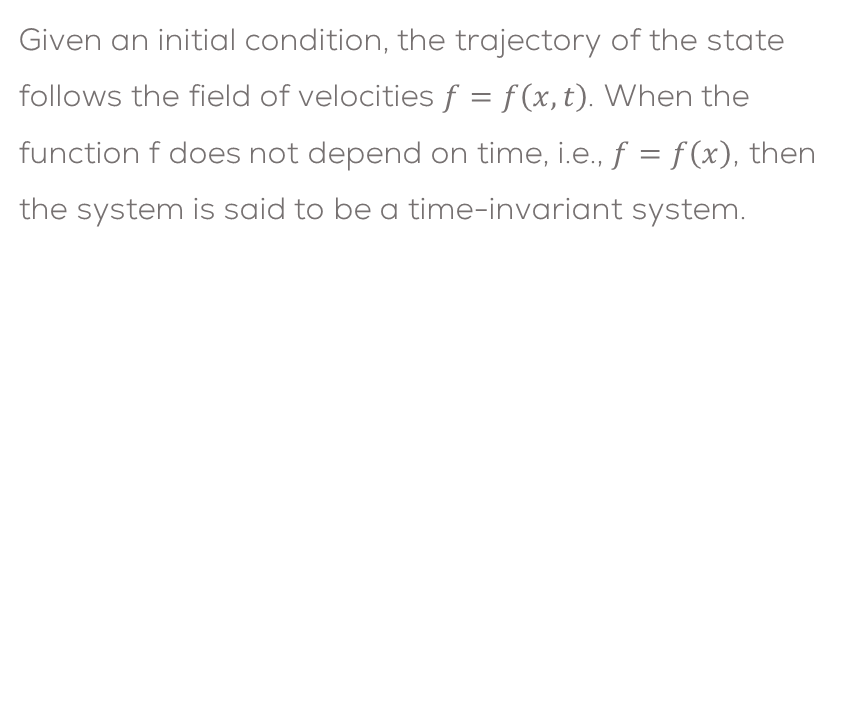 Given an initial condition, the trajectory of the state
follows the field of velocities f = f(x, t). When the
function f does not depend on time, i.e., f = f(x), then
the system is said to be a time-invariant system.